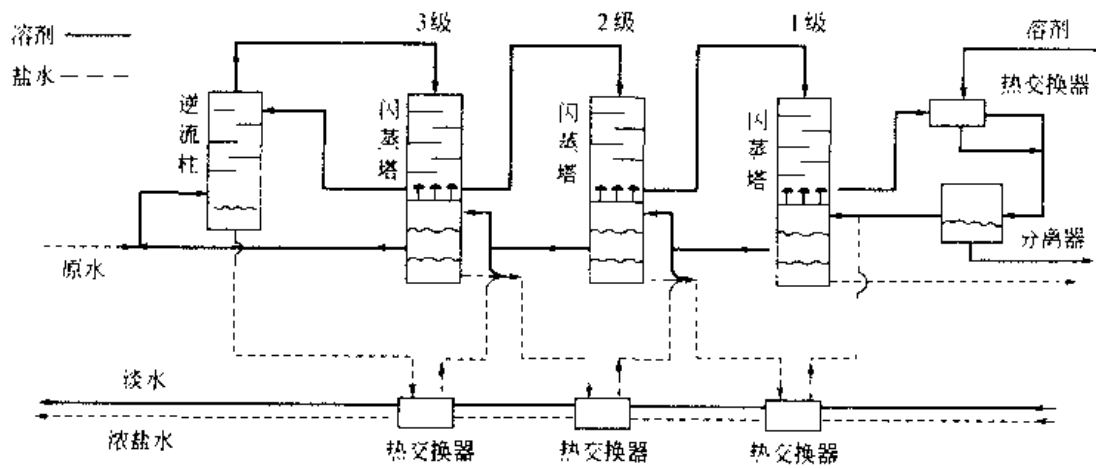 3级
2级
1级
溶剂
盐水
溶剂
热交换器
逆流柱
闪蒸塔
闪蒸塔
闪蒸塔
分离器
原水
淡水
浓盐水
热交换器
热交换器
热交换器